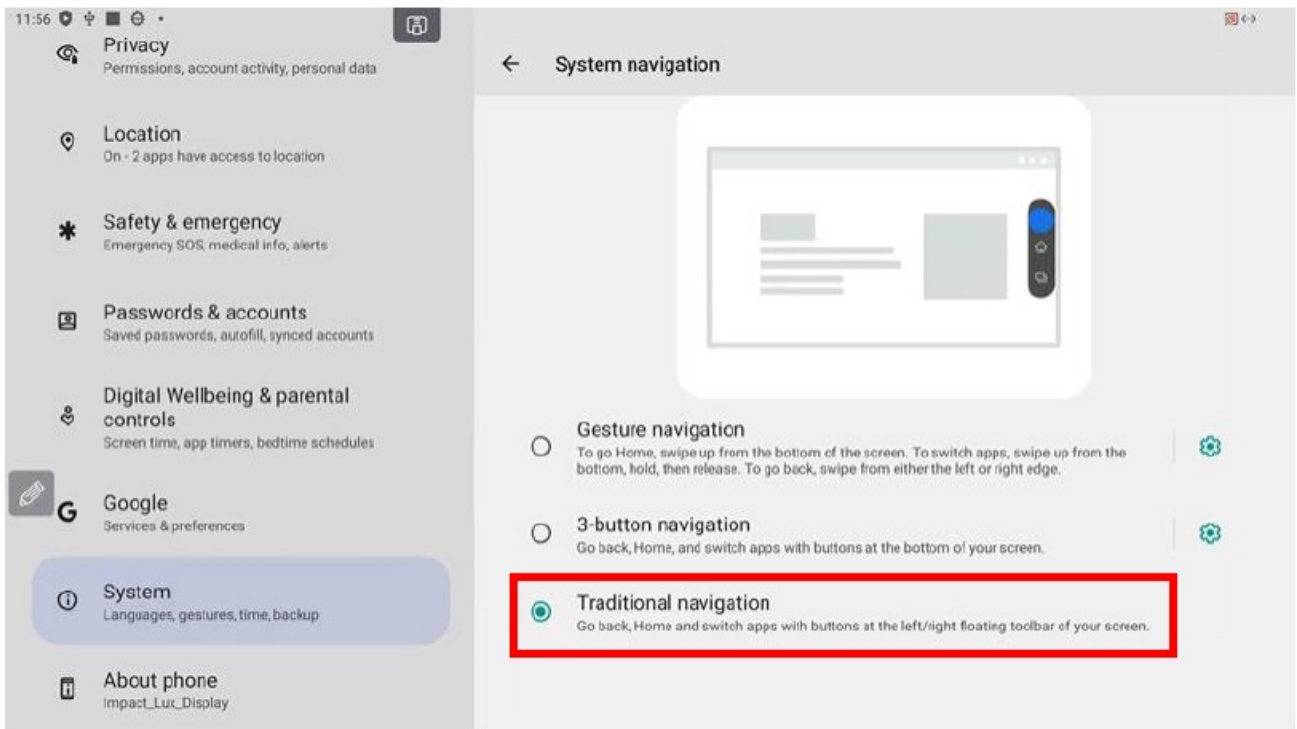 11:56
Privacy
Permissions, account activity, personal data
Location
On - 2 apps have access to location
Safety & emergency
Emergency SOS, medical info, alerts
Passwords & accounts
Saved passwords, autofill, synced accounts
Digital Wellbeing & parental
controls
Screen time, app timers, bedtime schedules
Google
Services & preferences
System
Languages, gestures, time, backup
About phone
Impact_Lux_Display
System navigation
Gesture navigation
To go Home, swipe up from the bottom of the screen. To switch apps, swipe up from the
bottom, hold, then release. To go back, swipe from either the left or right edge.
3-button navigation
Go back, Home, and switch apps with buttons at the bottom of your screen.
Traditional navigation
Go back, Home and switch apps with buttons at the left/right floating toolbar of your screen.